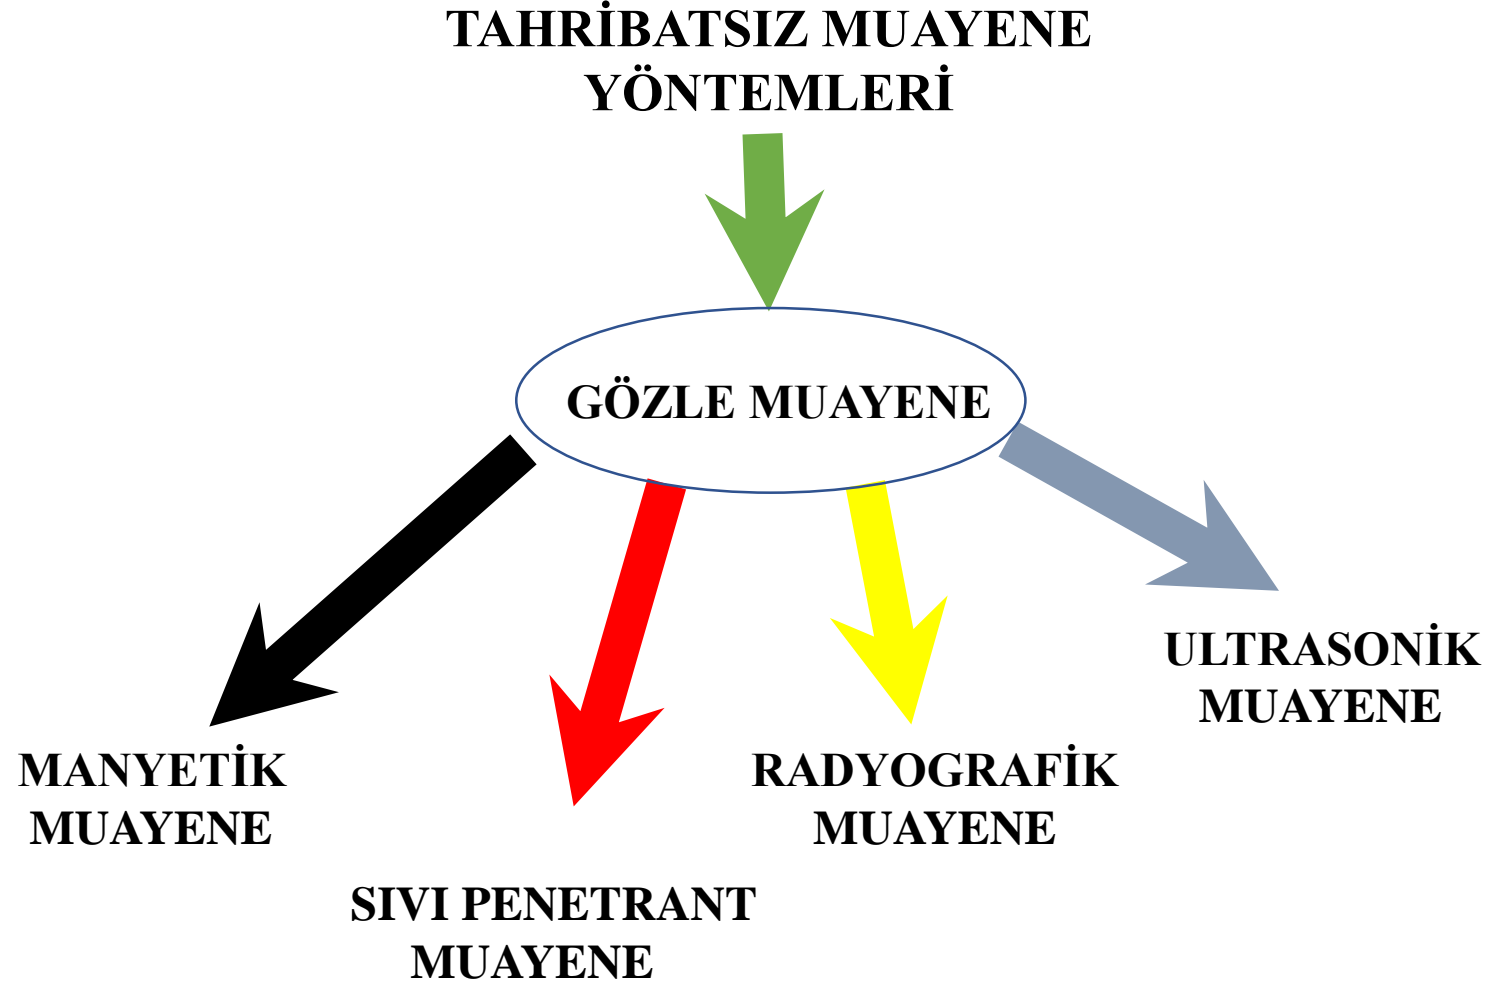 TAHRİBATSIZ MUAYENE
YÖNTEMLERİ
GÖZLE MUAYENE
MANYETİK
MUAYENE
SIVI PENETRANT
MUAYENE
RADYOGRAFİK
MUAYENE
ULTRASONİK
MUAYENE